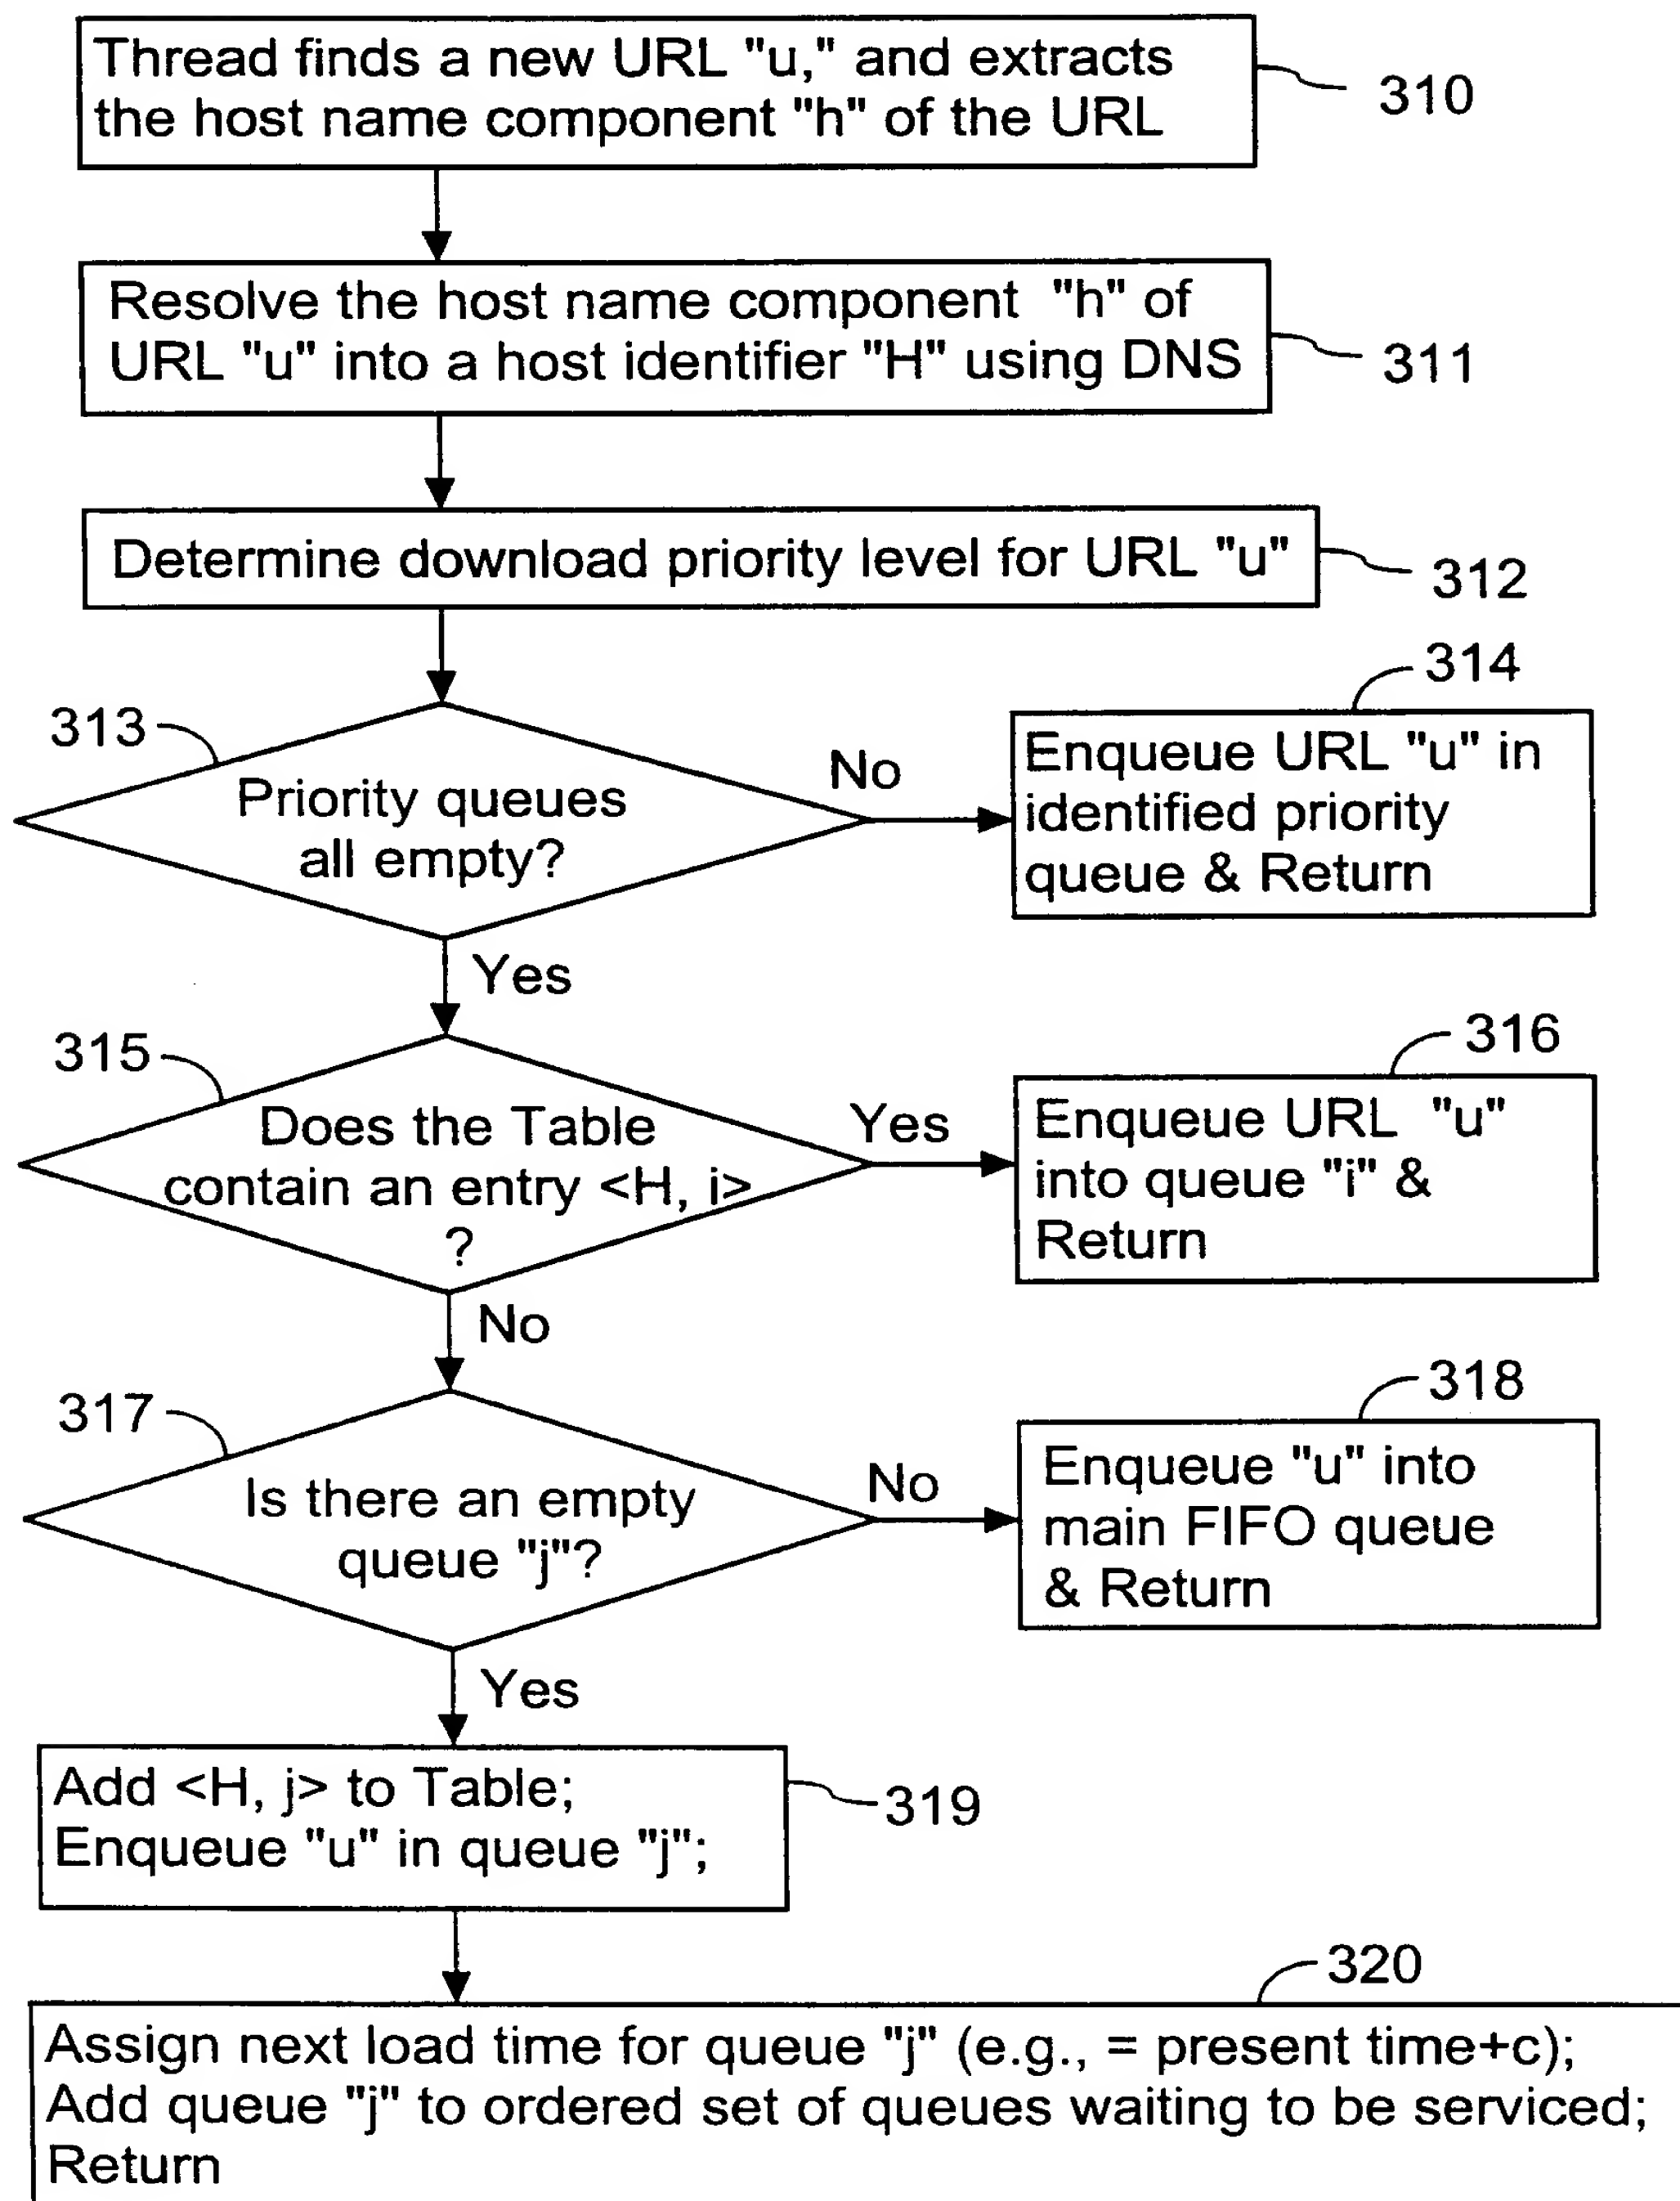 Thread finds a new URL "u," and extracts
the host name component "h" of the URL
310
Resolve the host name component "h" of
URL "u" into a host identifier "H" using DNS
311
Determine download priority level for URL "u"
312
313
Priority queues
all empty?
No
314
Enqueue URL "u" in
identified priority
queue & Return
Yes
315
Does the Table
contain an entry <H, i>
?
Yes
316
Enqueue URL "u"
into queue "i" &
Return
No
317
Is there an empty
queue "j"?
No
318
Enqueue "u" into
main FIFO queue
& Return
Yes
Add <H, j> to Table;
Enqueue "u" in queue "j";
319
320
Assign next load time for queue "j" (e.g., = present time+c);
Add queue "j" to ordered set of queues waiting to be serviced;
Return